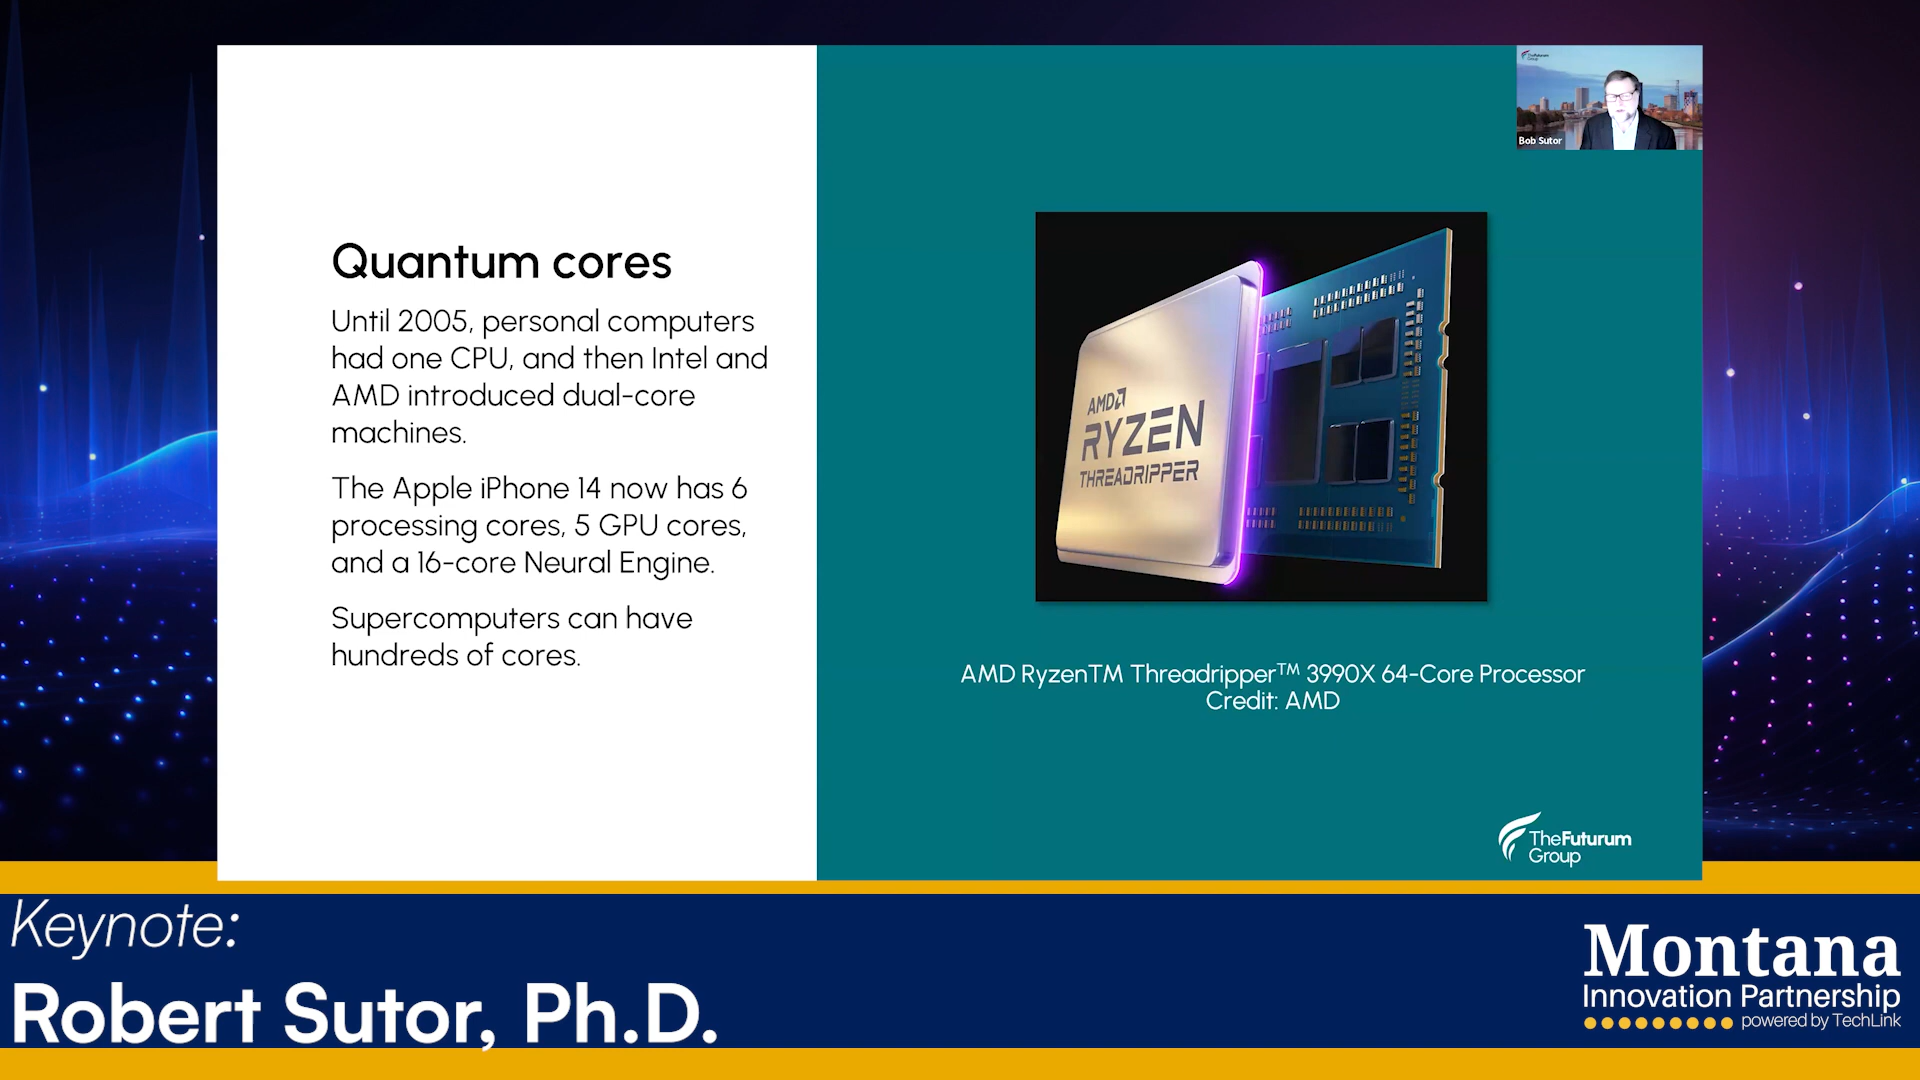 TheFuturum
Group
Bob Sutor
Quantum cores
Until 2005, personal computers
had one CPU, and then Intel and
AMD introduced dual-core
machines.
The Apple iPhone 14 now has 6
processing cores, 5 GPU cores,
and a 16-core Neural Engine.
Supercomputers can have
hundreds of cores.
AMD
RYZEN
THREADRIPPER
AMD RyzenTM Threadripper™ 3990X 64-Core Processor
Credit: AMD
TheFuturum
Group
Keynote:
Robert Sutor, Ph.D.
Montana
Innovation Partnership
powered by TechLink